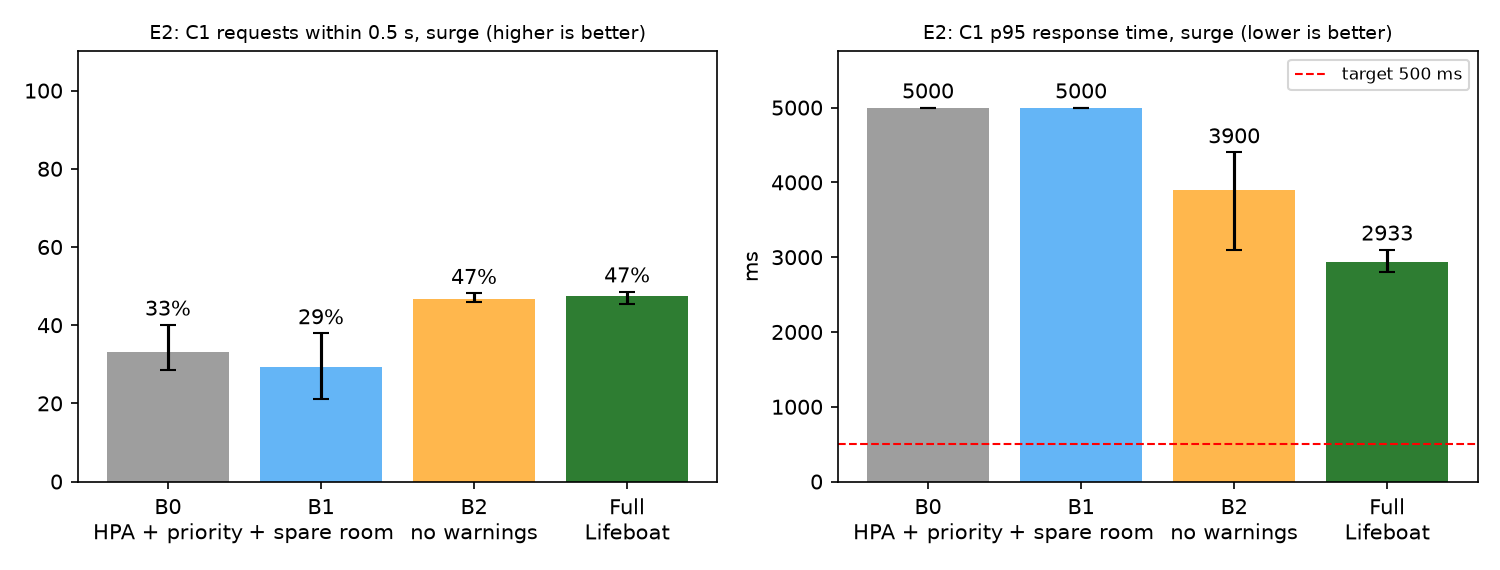 E2: C1 requests within 0.5 s, surge (higher is better)
100
80
60
40
20
0
33%
29%
47%
47%
B0
HPA + priority
B1
+ spare room
B2
no warnings
Full
Lifeboat
E2: C1 p95 response time, surge (lower is better)
target 500 ms
ms
5000
4000
3000
2000
1000
0
5000
5000
3900
2933
B0
HPA + priority
B1
+ spare room
B2
no warnings
Full
Lifeboat